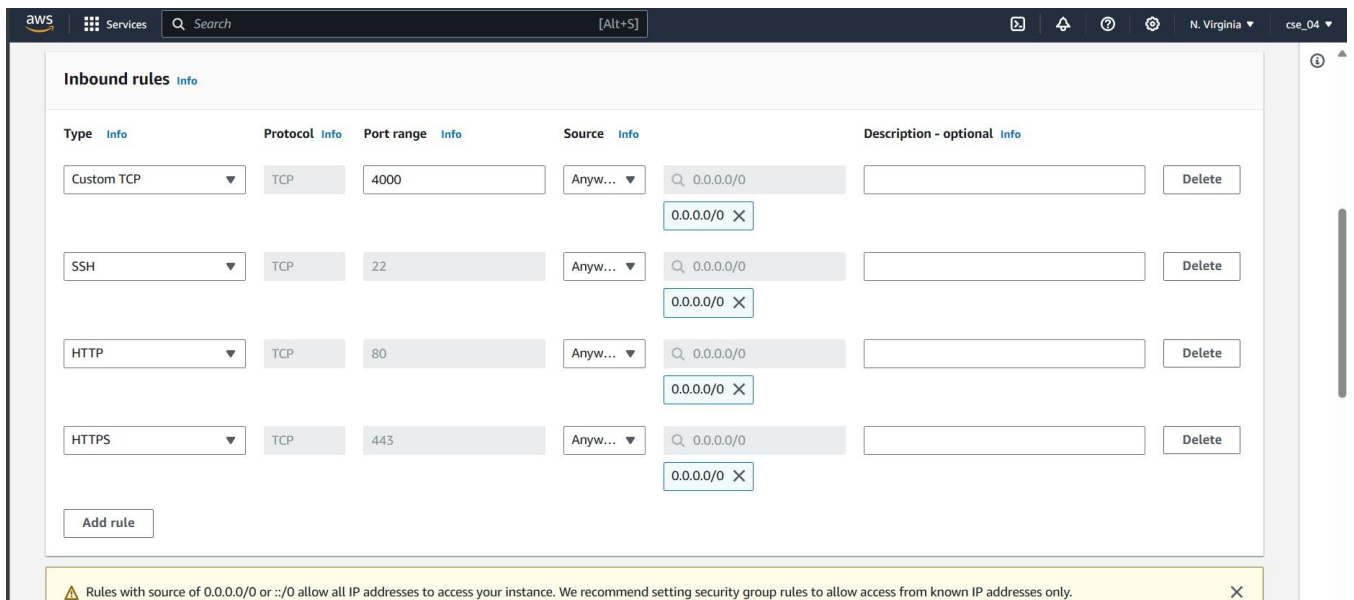 aws Services Search [Alt+S] N. Virginia cse_04
Inbound rules Info
Type Info Protocol Info Port range Info Source Info Description - optional Info
Custom TCP TCP 4000 Anyw... 0.0.0.0/0 Delete
0.0.0.0/0
SSH TCP 22 Anyw... 0.0.0.0/0 Delete
0.0.0.0/0
HTTP TCP 80 Anyw... 0.0.0.0/0 Delete
0.0.0.0/0
HTTPS TCP 443 Anyw... 0.0.0.0/0 Delete
0.0.0.0/0
Add rule
Rules with source of 0.0.0.0/0 or ::/0 allow all IP addresses to access your instance. We recommend setting security group rules to allow access from known IP addresses only.